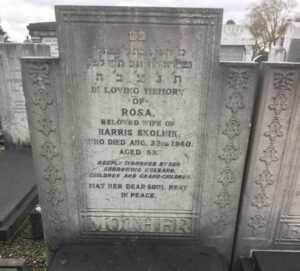 פנ
ת נ צ ב ה
IN LOVING MEMORY
OF
ROSA,
BELOVED WIFE OF
HARRIS SKOLNIK,
WHO DIED AUG. 22ND 1940.
AGED 53.
DEEPLY MOURNED BY HER
SORROWING HUSBAND,
CHILDREN AND GRAND-CHILDREN.
MAY HER DEAR SOUL REST
IN PEACE.
MOTHER